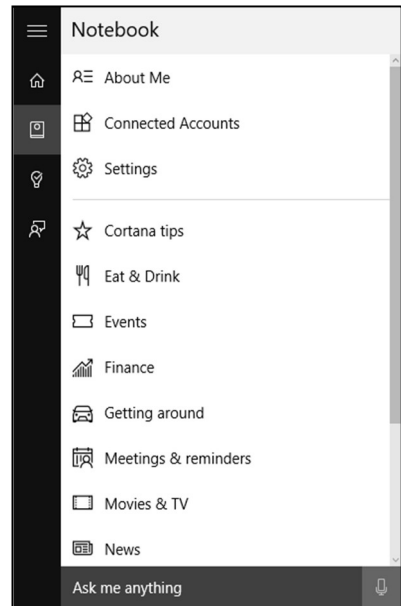 Notebook
About Me
Connected Accounts
Settings
Cortana tips
Eat & Drink
Events
Finance
Getting around
Meetings & reminders
Movies & TV
News
Ask me anything